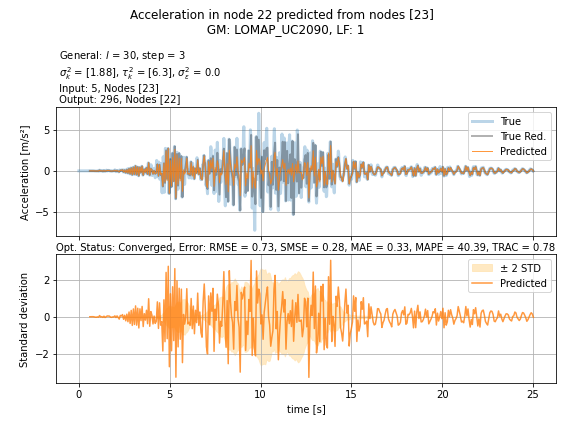 Acceleration in node 22 predicted from nodes [23]
GM: LOMAP_UC2090, LF: 1
General: l = 30, step = 3
σ²ₖ = [1.88], τ²ₖ = [6.3], σ²ε = 0.0
Input: 5, Nodes [23]
Output: 296, Nodes [22]
True
True Red.
Predicted
Acceleration [m/s²]
5
0
−5
Opt. Status: Converged, Error: RMSE = 0.73, SMSE = 0.28, MAE = 0.33, MAPE = 40.39, TRAC = 0.78
± 2 STD
Predicted
Standard deviation
2
0
−2
0 5 10 15 20 25
time [s]